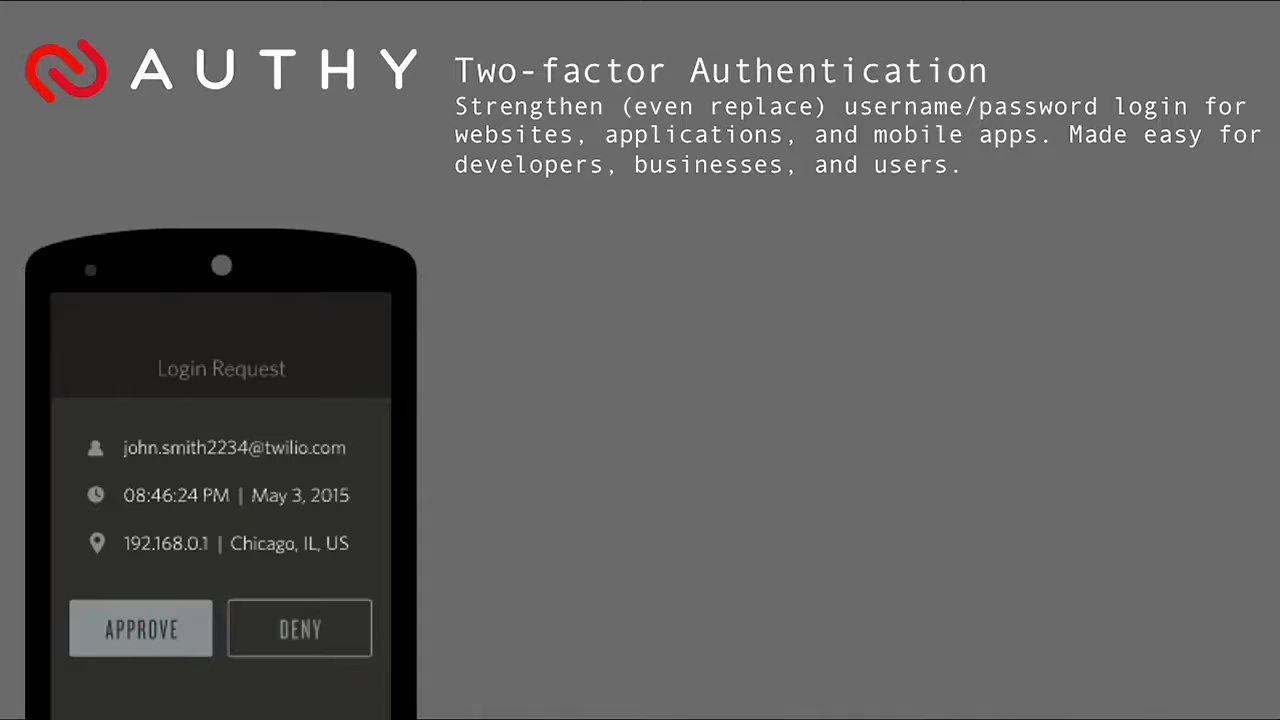 AUTHY
Two-factor Authentication
Strengthen (even replace) username/password login for
websites, applications, and mobile apps. Made easy for
developers, businesses, and users.
Login Request
john.smith2234@twilio.com
08:46:24 PM | May 3, 2015
192.168.0.1 | Chicago, IL, US
APPROVE
DENY